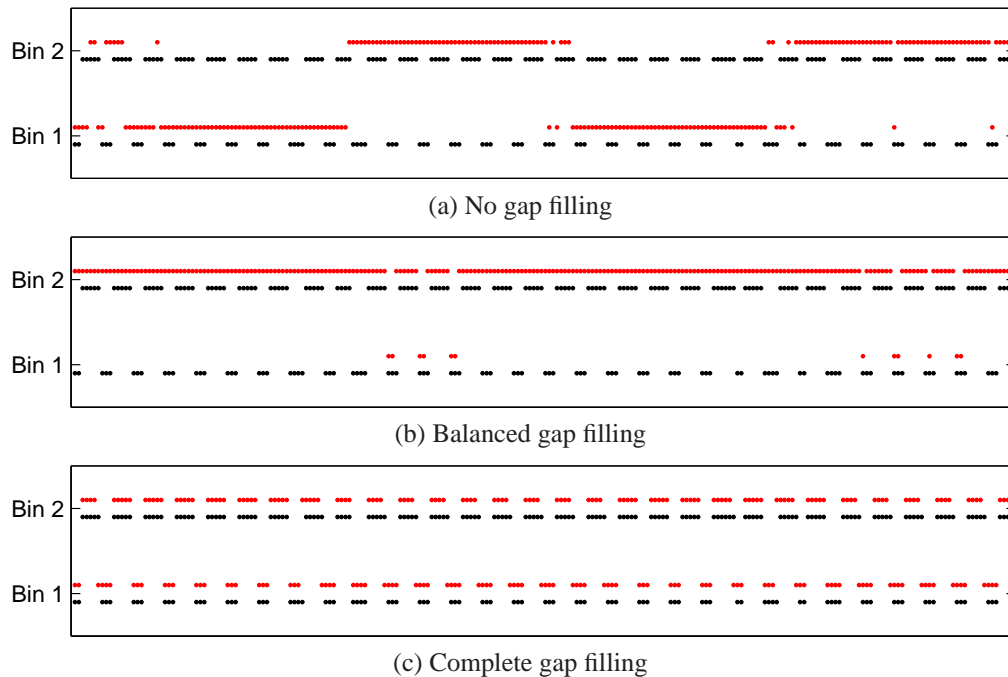 Bin 2
Bin 1
(a) No gap filling
Bin 2
Bin 1
(b) Balanced gap filling
Bin 2
Bin 1
(c) Complete gap filling